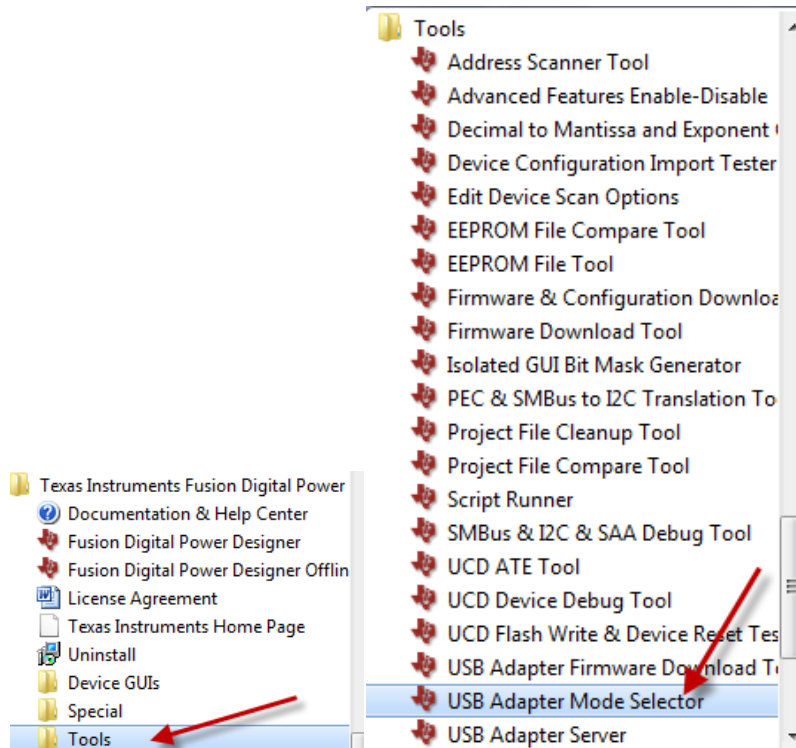 Texas Instruments Fusion Digital Power
Documentation & Help Center
Fusion Digital Power Designer
Fusion Digital Power Designer Offlin
License Agreement
Texas Instruments Home Page
Uninstall
Device GUIs
Special
Tools
Tools
Address Scanner Tool
Advanced Features Enable-Disable
Decimal to Mantissa and Exponent
Device Configuration Import Tester
Edit Device Scan Options
EEPROM File Compare Tool
EEPROM File Tool
Firmware & Configuration Downloa
Firmware Download Tool
Isolated GUI Bit Mask Generator
PEC & SMBus to I2C Translation To
Project File Cleanup Tool
Project File Compare Tool
Script Runner
SMBus & I2C & SAA Debug Tool
UCD ATE Tool
UCD Device Debug Tool
UCD Flash Write & Device Reset Tes
USB Adapter Firmware Download T
USB Adapter Mode Selector
USB Adapter Server